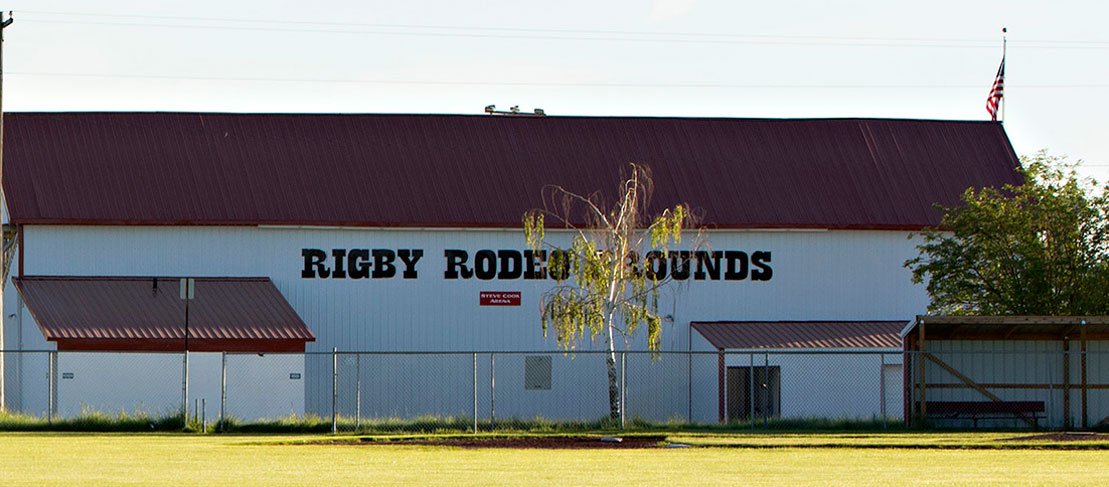 RIGBY RODEO GROUNDS
STEVE COOK
ARENA